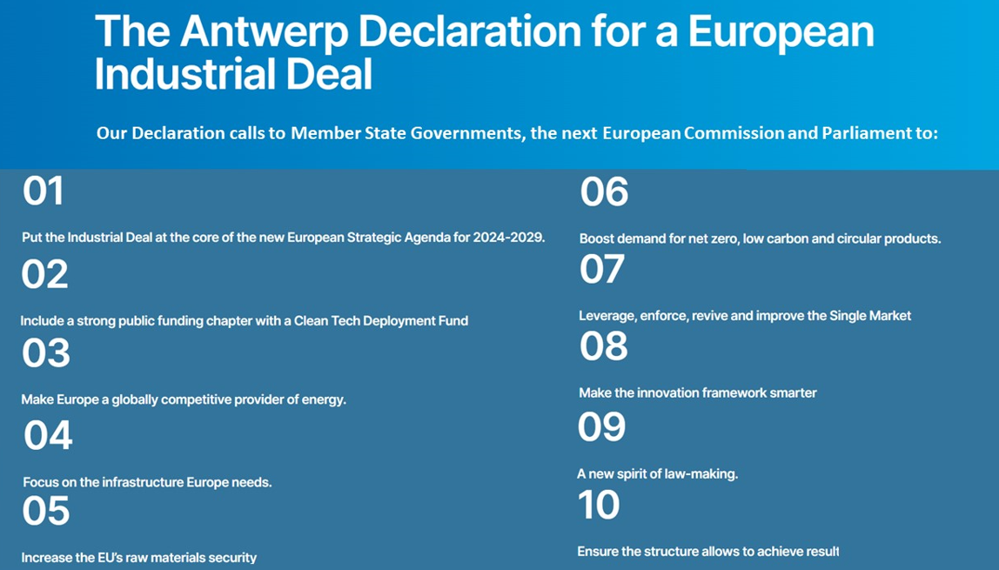 The Antwerp Declaration for a European
Industrial Deal
Our Declaration calls to Member State Governments, the next European Commission and Parliament to:
01
Put the Industrial Deal at the core of the new European Strategic Agenda for 2024-2029.
02
Include a strong public funding chapter with a Clean Tech Deployment Fund
03
Make Europe a globally competitive provider of energy.
04
Focus on the infrastructure Europe needs.
05
Increase the EU’s raw materials security
06
Boost demand for net zero, low carbon and circular products.
07
Leverage, enforce, revive and improve the Single Market
08
Make the innovation framework smarter
09
A new spirit of law-making.
10
Ensure the structure allows to achieve result